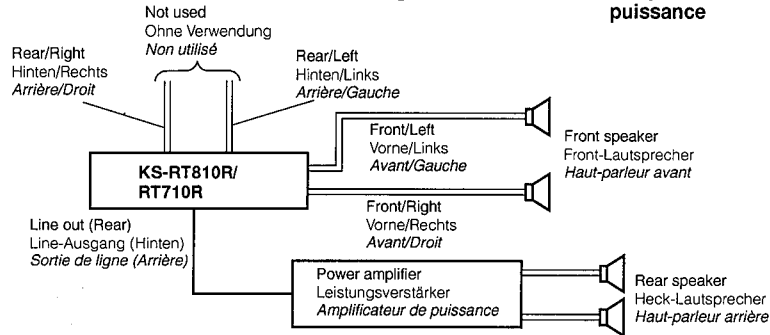 puissance
Not used
Ohne Verwendung
Non utilisé
Rear/Right
Hinten/Rechts
Arrière/Droit
Rear/Left
Hinten/Links
Arrière/Gauche
Front/Left
Vorne/Links
Avant/Gauche
Front speaker
Front-Lautsprecher
Haut-parleur avant
KS-RT810R/
RT710R
Front/Right
Vorne/Rechts
Avant/Droit
Line out (Rear)
Line-Ausgang (Hinten)
Sortie de ligne (Arrière)
Power amplifier
Leistungsverstärker
Amplificateur de puissance
Rear speaker
Heck-Lautsprecher
Haut-parleur arrière